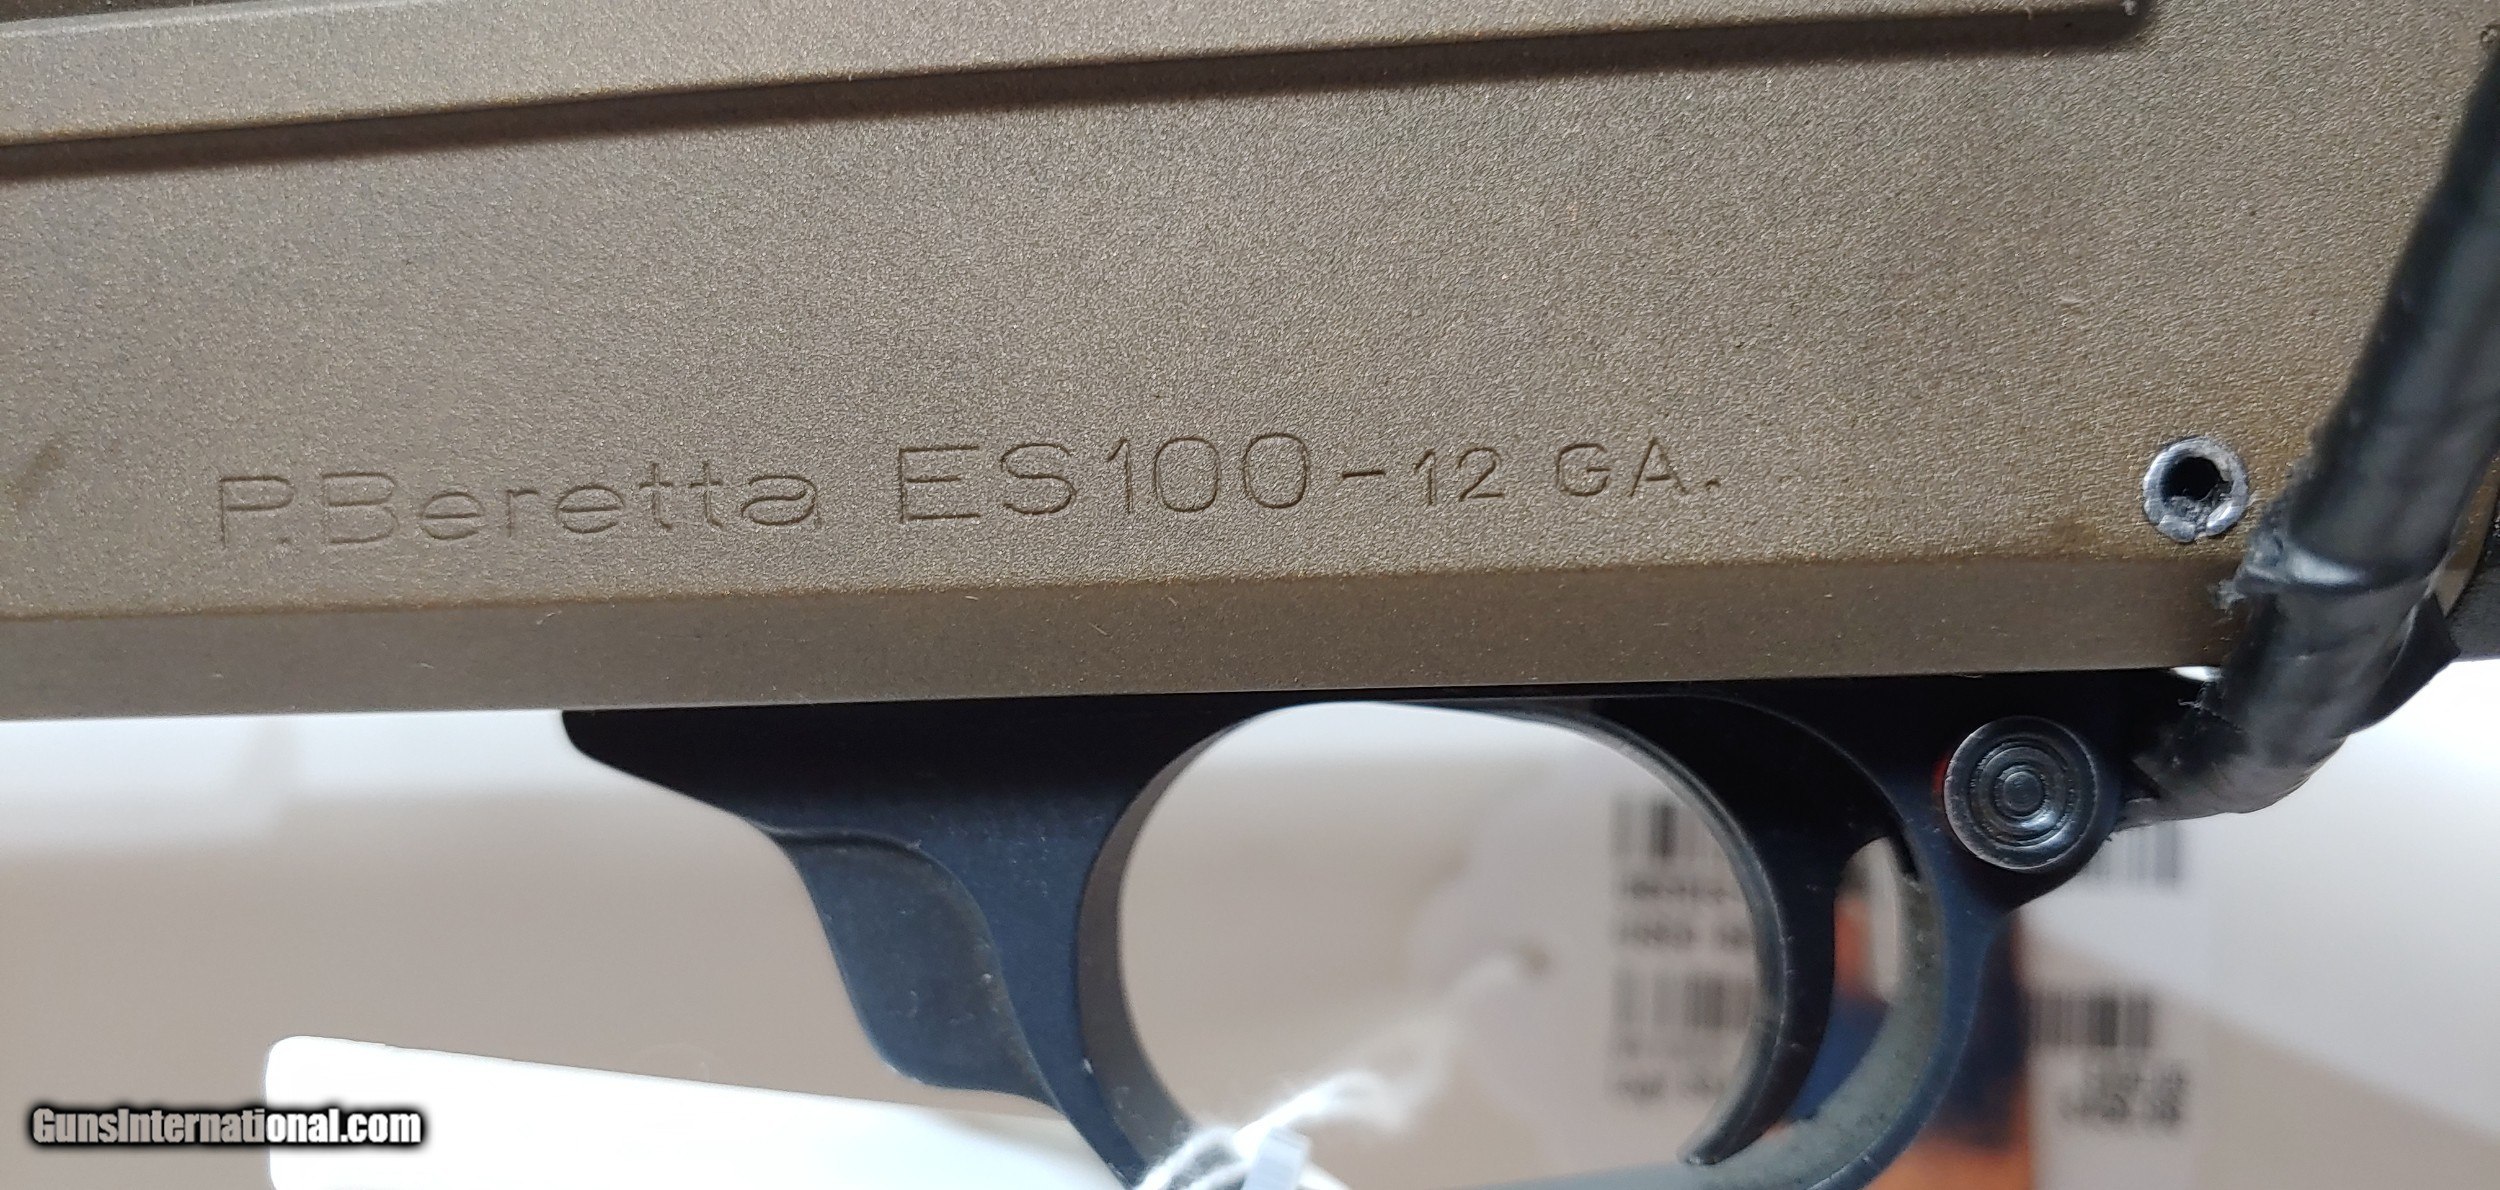 P.Beretta ES100-12 GA.
GunsInternational.com